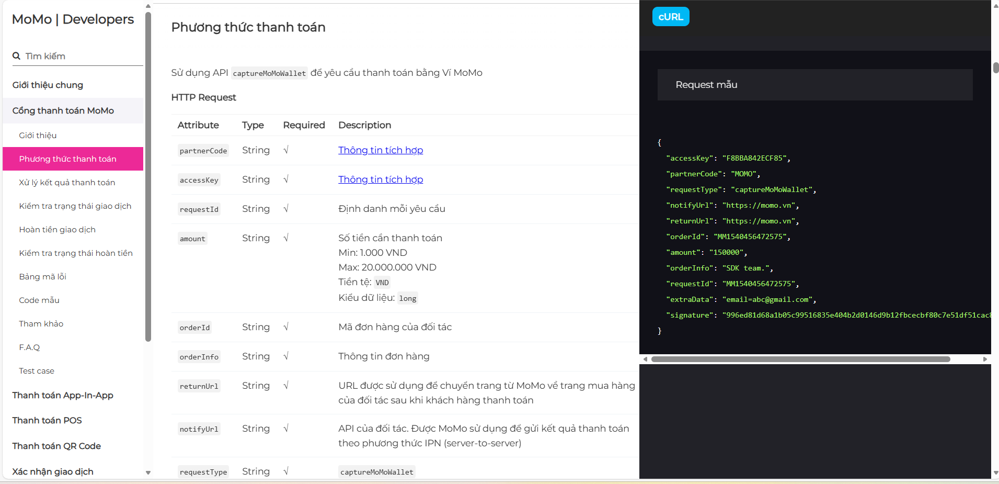 MoMo | Developers
Tìm kiếm
Giới thiệu chung
Cổng thanh toán MoMo
Giới thiệu
Phương thức thanh toán
Xử lý kết quả thanh toán
Kiểm tra trạng thái giao dịch
Hoàn tiền giao dịch
Kiểm tra trạng thái hoàn tiền
Bảng mã lỗi
Code mẫu
Tham khảo
F.A.Q
Test case
Thanh toán App-In-App
Thanh toán POS
Thanh toán QR Code
Xác nhận giao dịch
Phương thức thanh toán
Sử dụng API captureMoMoWallet để yêu cầu thanh toán bằng Ví MoMo
HTTP Request
Attribute Type Required Description
partnerCode String √ Thông tin tích hợp
accessKey String √ Thông tin tích hợp
requestId String √ Định danh mỗi yêu cầu
amount String √ Số tiền cần thanh toán
Min: 1.000 VND
Max: 20.000.000 VND
Tiền tệ: VND
Kiểu dữ liệu: long
orderId String √ Mã đơn hàng của đối tác
orderInfo String √ Thông tin đơn hàng
returnUrl String √ URL được sử dụng để chuyển trang từ MoMo về trang mua hàng
của đối tác sau khi khách hàng thanh toán
notifyUrl String √ API của đối tác. Được MoMo sử dụng để gửi kết quả thanh toán
theo phương thức IPN (server-to-server)
requestType String √ captureMoMoWallet
cURL
Request mẫu
{
"accessKey": "F8BBA842ECF85",
"partnerCode": "MOMO",
"requestType": "captureMoMoWallet",
"notifyUrl": "https://momo.vn",
"returnUrl": "https://momo.vn",
"orderId": "MM1540456472575",
"amount": "150000",
"orderInfo": "SDK team.",
"requestId": "MM1540456472575",
"extraData": "email=abc@gmail.com",
"signature": "996ed81d68a1b05c99516835e404b2d0146d9b12fbcecbf80c7e51df51cac8
}